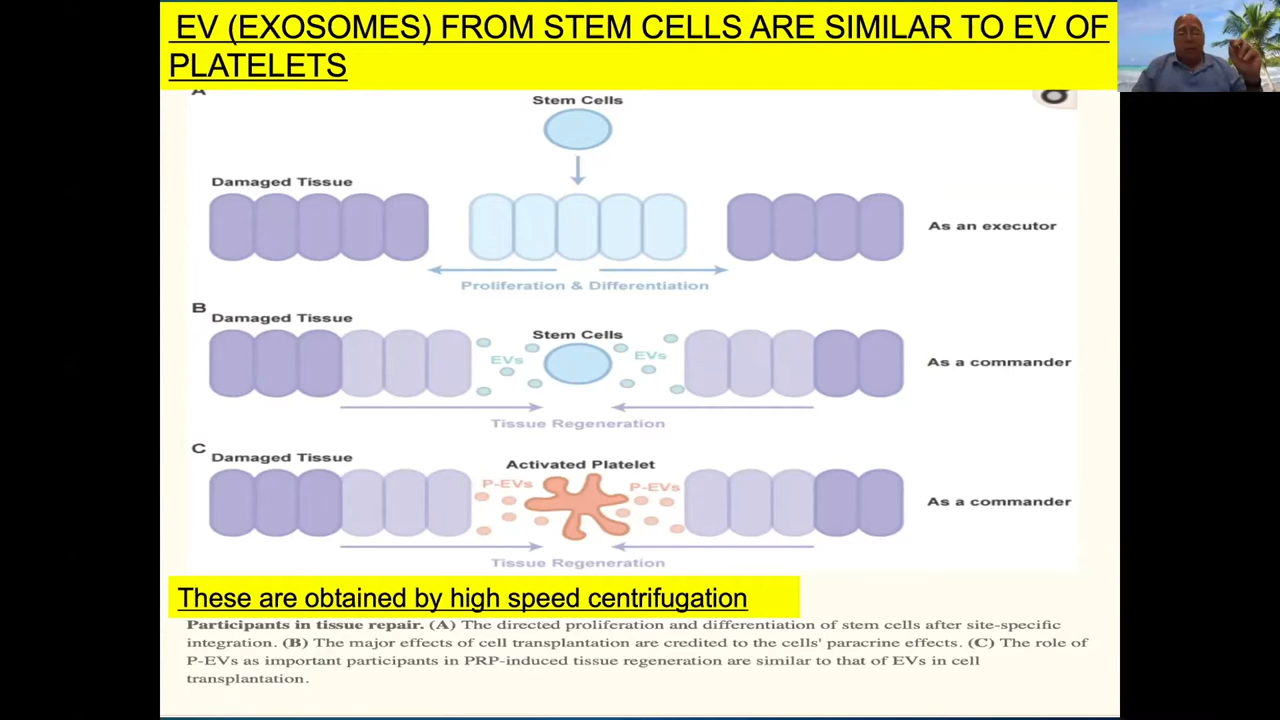 EV (EXOSOMES) FROM STEM CELLS ARE SIMILAR TO EV OF
PLATELETS
A
Stem Cells
Damaged Tissue
As an executor
Proliferation & Differentiation
B
Damaged Tissue
Stem Cells
EVs
EVs
As a commander
Tissue Regeneration
C
Damaged Tissue
Activated Platelet
P-EVs
P-EVs
As a commander
Tissue Regeneration
These are obtained by high speed centrifugation
Participants in tissue repair. (A) The directed proliferation and differentiation of stem cells after site-specific
integration. (B) The major effects of cell transplantation are credited to the cells' paracrine effects. (C) The role of
P-EVs as important participants in PRP-induced tissue regeneration are similar to that of EVs in cell
transplantation.